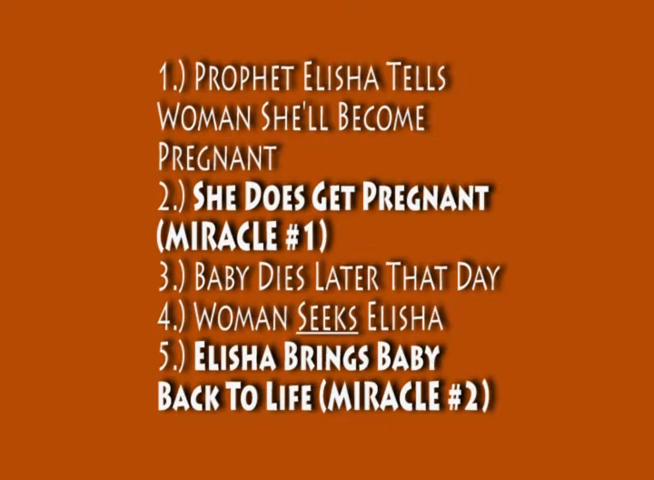 1.) Prophet Elisha Tells
Woman She'll Become
Pregnant
2.) She Does Get Pregnant
(MIRACLE #1)
3.) Baby Dies Later That Day
4.) Woman Seeks Elisha
5.) Elisha Brings Baby
Back To Life (MIRACLE #2)